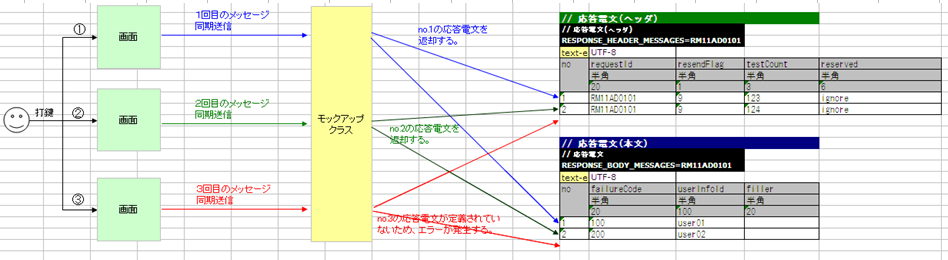 打鍵
①
画面
1回目のメッセージ
同期送信
②
画面
2回目のメッセージ
同期送信
③
画面
3回目のメッセージ
同期送信
モックアップ
クラス
no.1の応答電文を
返却する。
no.2の応答電文を
返却する。
no3の応答電文が定義されてい
ないため、エラーが発生する。
// 応答電文(ヘッダ)
// 応答電文(ヘッダ)
RESPONSE_HEADER_MESSAGES=RM11AD0101
text-e UTF-8
no requestId resendFlag testCount reserved
半角 半角 半角 半角
20 1 3 6
1 RM11AD0101 9 123 ignore
2 RM11AD0101 9 124 ignore
// 応答電文(本文)
// 応答電文
RESPONSE_BODY_MESSAGES=RM11AD0101
text-e UTF-8
no failureCode userInfoId filler
半角 半角 半角
20 100 20
1 100 user01
2 200 user02